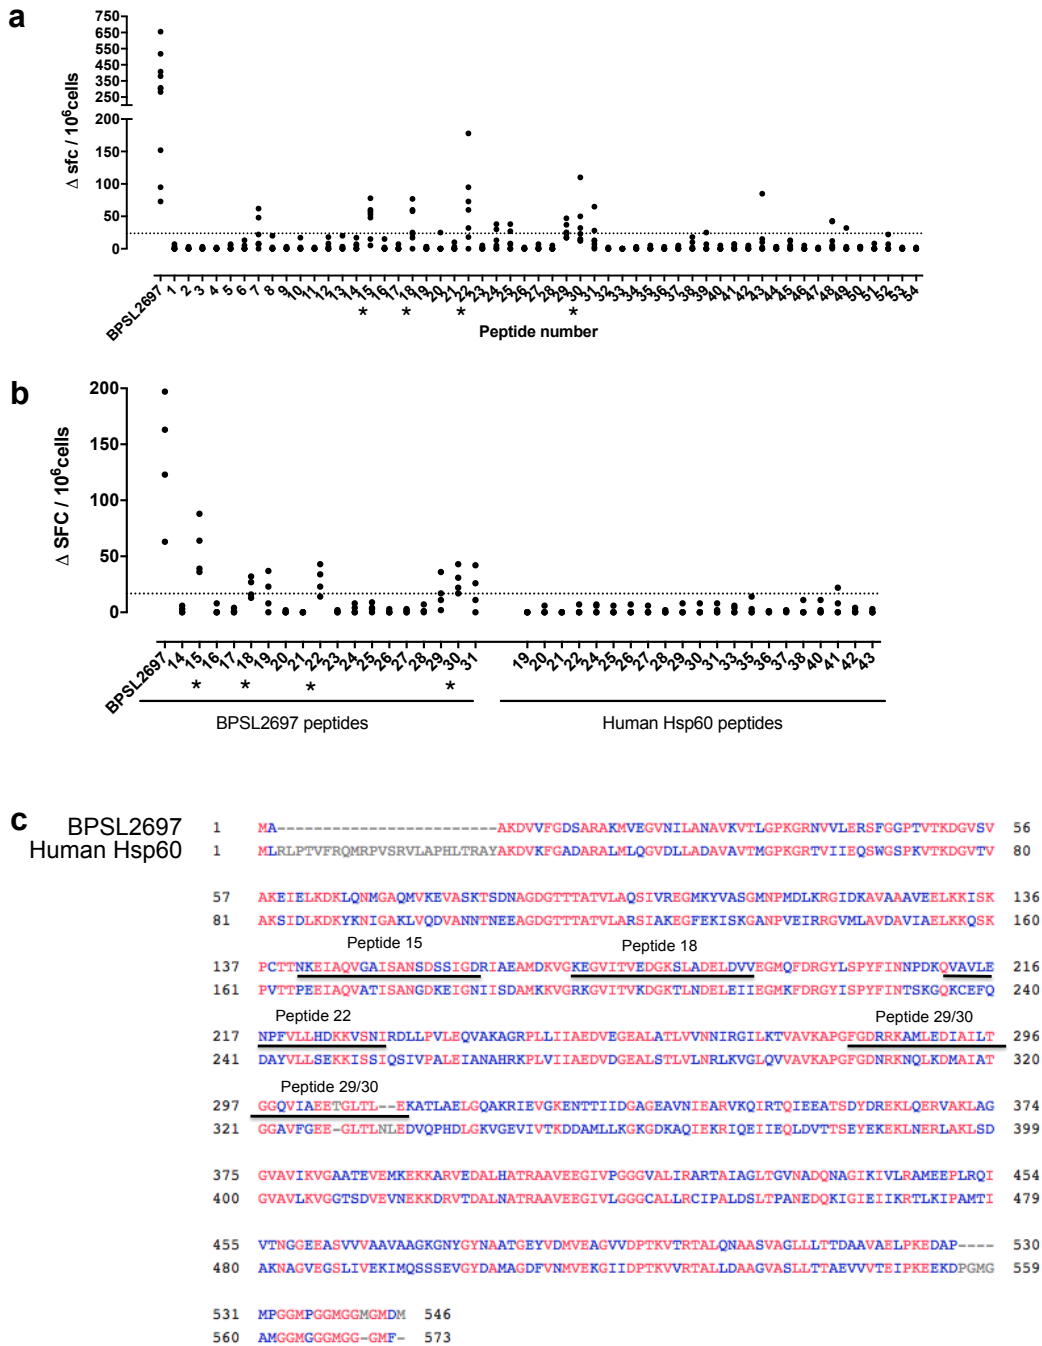 a
750
650
550
450
350
250
200
150
100
50
0
Δ sfc / 10⁶cells
BPSL2697 1 2 3 4 5 6 7 8 9 10 11 12 13 14 15 16 17 18 19 20 21 22 23 24 25 26 27 28 29 30 31 32 33 34 35 36 37 38 39 40 41 42 43 44 45 46 47 48 49 50 51 52 53 54
* * * *
Peptide number
b
200
150
100
50
0
Δ SFC / 10⁶cells
BPSL2697 14 15 16 17 18 19 20 21 22 23 24 25 26 27 28 29 30 31 19 20 21 22 23 24 25 26 27 28 29 30 31 33 35 36 37 38 40 41 42 43
* * * *
BPSL2697 peptides Human Hsp60 peptides
c
BPSL2697 1 MA-----------------------AKDVVFGDSARAKMVEGVNILANAVKVTLGPKGRNVVLERSFGGPTVTKDGVSV 56
Human Hsp60 1 MLRLPTVFRQMRPVSRVLAPHLTRAYAKDVKFGADARALMLQGVDLLADAVAVTMGPKGRTVIIEQSWGSPKVTKDGVTV 80
57 AKEIELKDKLQNMGAQMVKEVASKTSDNAGDGTTTATVLAQSIVREGMKYVASGMNPMDLKRGIDKAVAAAVEELKKISK 136
81 AKSIDLKDKYKNIGAKLVQDVANNTNEEAGDGTTTATVLARSIAKEGFEKISKGANPVEIRRGVMLAVDAVIAELKKQSK 160
Peptide 15 Peptide 18
137 PCTTNKEIAQVGAISANSDSSIGDRIAEAMDKVGKEGVITVEDGKSLADELDVVEGMQFDRGYLSPYFINNPDKQVAVLE 216
161 PVTTPEEIAQVATISANGDKEIGNIISDAMKKVGRKGVITVKDGKTLNDELEIIEGMKFDRGYISPYFINTSKGQKCEFQ 240
Peptide 22 Peptide 29/30
217 NPFVLLHDKKVSNIRDLLPVLEQVAKAGRPLLIIAEDVEGEALATLVVNNIRGILKTVAVKAPGFGDRRKAMLEDIAILT 296
241 DAYVLLSEKKISSIQSIVPALEIANAHRKPLVIIAEDVDGEALSTLVLNRLKVGLQVVAVKAPGFGDNRKNQLKDMAIAT 320
Peptide 29/30
297 GGQVIAEETGLTL--EKATLAELGQAKRIEVGKENTTIIDGAGEAVNIEARVKQIRTQIEEATSDYDREKLQERVAKLAG 374
321 GGAVFGEE-GLTLNLEDVQPHDLGKVGEVIVTKDDAMLLKGKGDKAQIEKRIQEIIEQLDVTTSEYEKEKLNERLAKLSD 399
375 GVAVIKVGAATEVEMKEKKARVEDALHATRAAVEEGIVPGGGVALIRARTAIAGLTGVNADQNAGIKIVLRAMEEPLRQI 454
400 GVAVLKVGGTSDVEVNEKKDRVTDALNATRAAVEEGIVLGGGCALLRCIPALDSLTPANEDQKIGIEIIKRTLKIPAMTI 479
455 VTNGGEEASVVVAAVAAGKGNYGYNAATGEYVDMVEAGVVDPTKVTRTALQNAASVAGLLLTTDAAVAELPKEDAP---- 530
480 AKNAGVEGSLIVEKIMQSSSEVGYDAMAGDFVNMVEKGIIDPTKVVRTALLDAAGVASLLTTAEVVVTEIPKEEKDPGMG 559
531 MPGGMPGGMGGMGMDM 546
560 AMGGMGGGMGG-GMF- 573